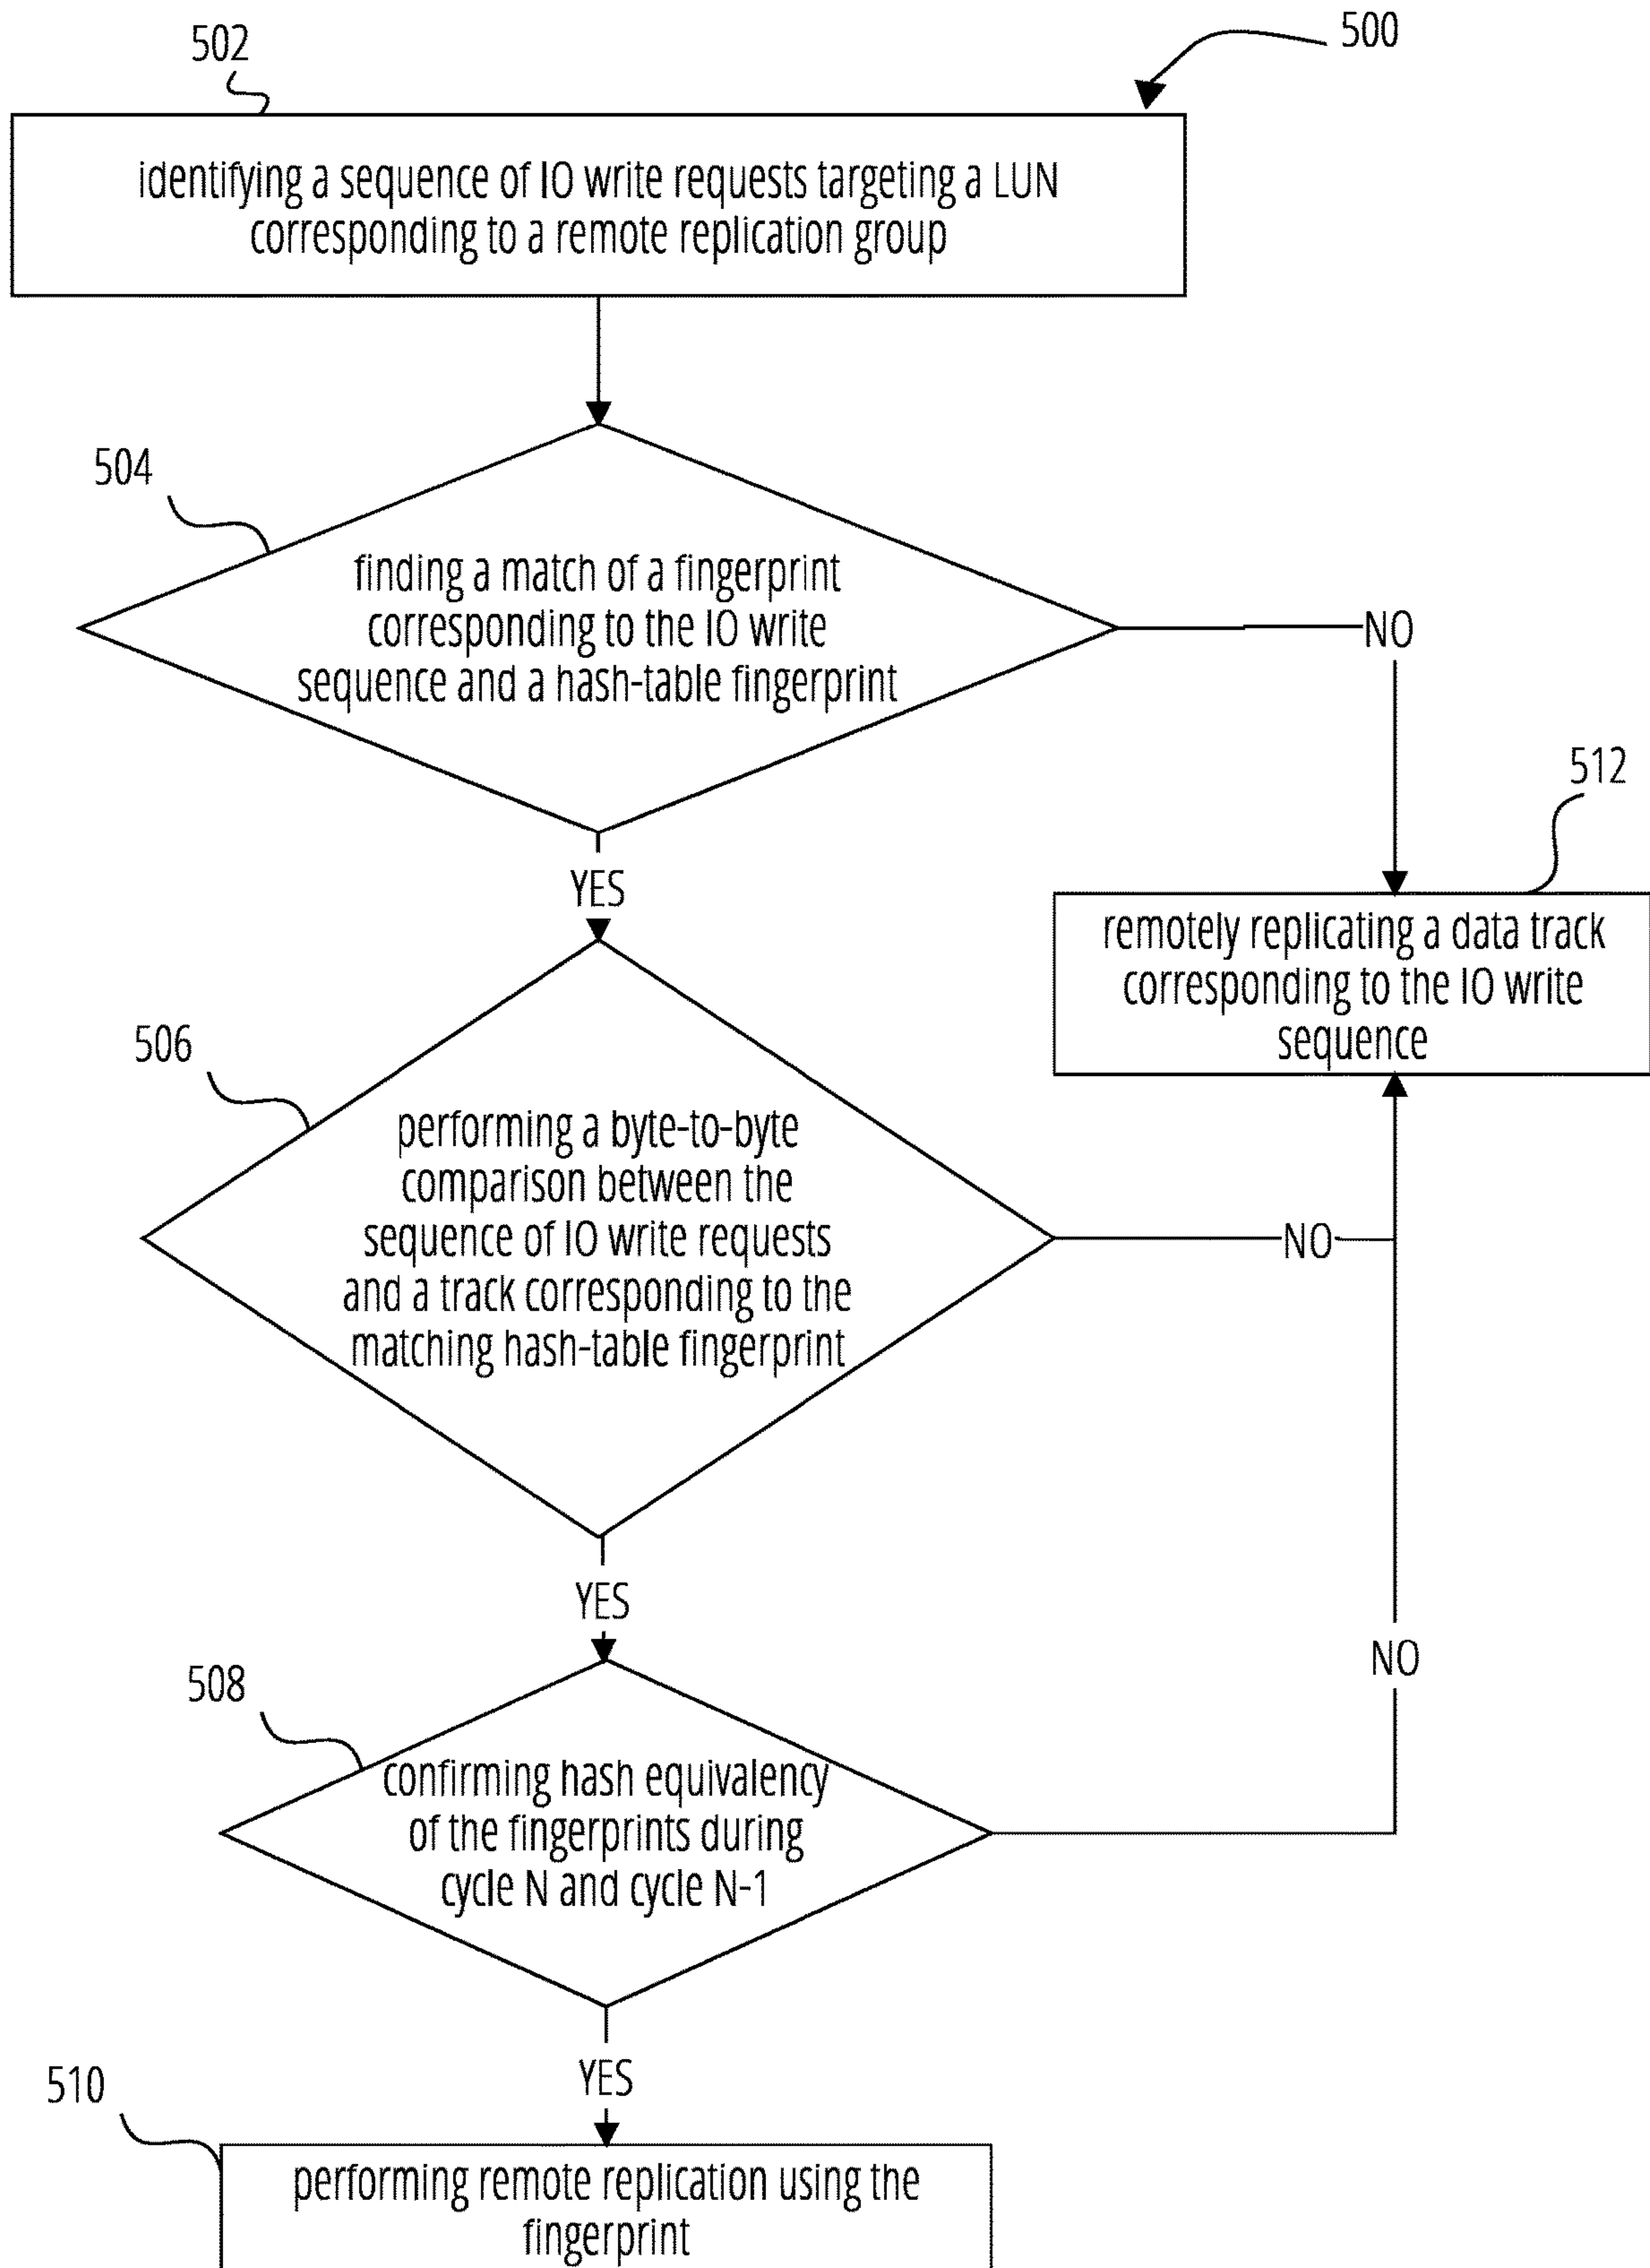 502
500
identifying a sequence of IO write requests targeting a LUN
corresponding to a remote replication group
504
finding a match of a fingerprint
corresponding to the IO write
sequence and a hash-table fingerprint
NO
YES
512
remotely replicating a data track
corresponding to the IO write
sequence
506
performing a byte-to-byte
comparison between the
sequence of IO write requests
and a track corresponding to the
matching hash-table fingerprint
NO
YES
508
confirming hash equivalency
of the fingerprints during
cycle N and cycle N-1
NO
YES
510
performing remote replication using the
fingerprint